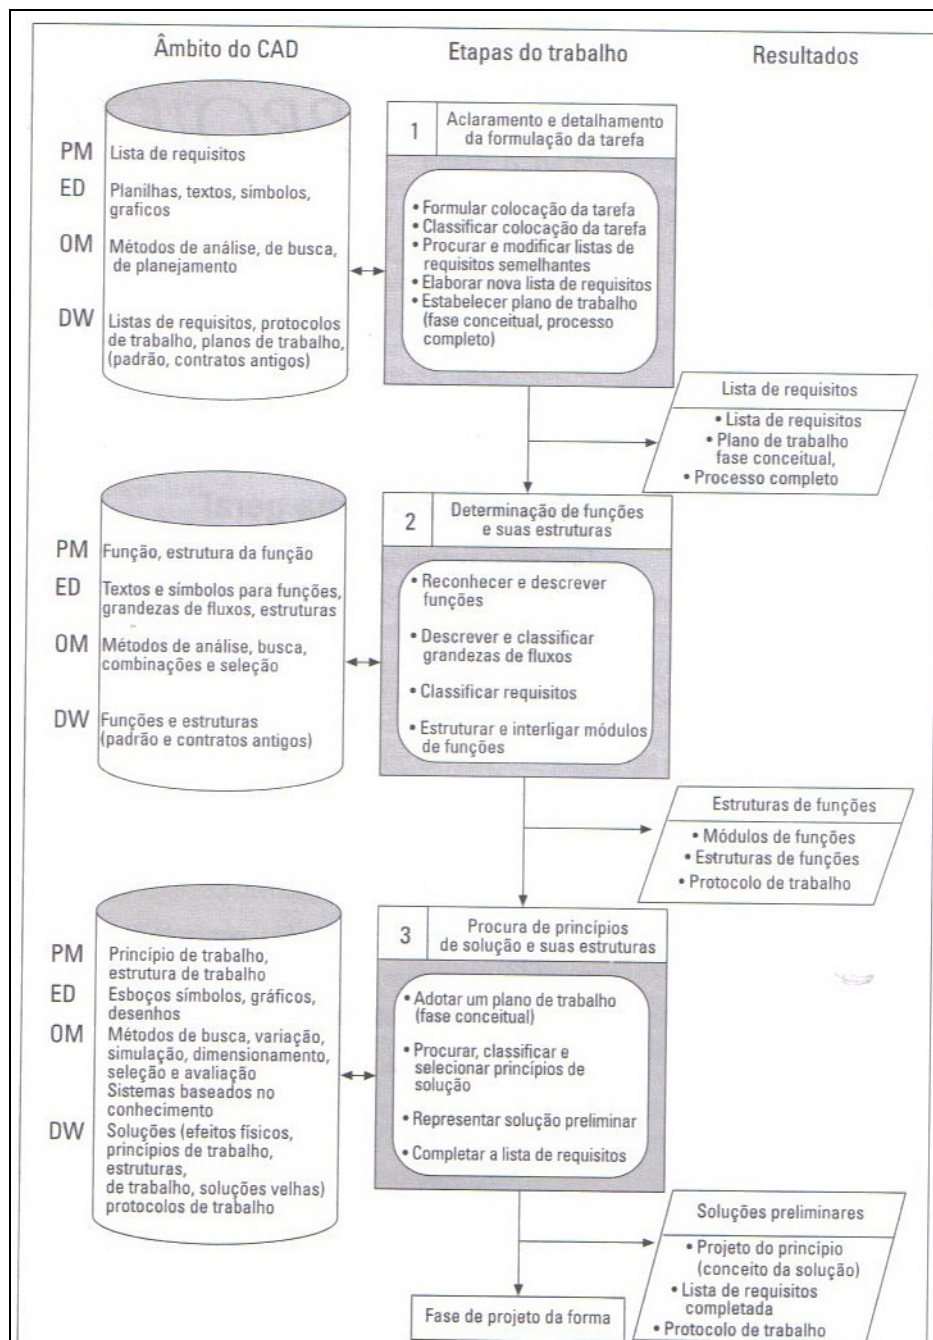 Âmbito do CAD
Etapas do trabalho
Resultados
PM Lista de requisitos
ED Planilhas, textos, símbolos,
graficos
OM Métodos de análise, de busca,
de planejamento
DW Listas de requisitos, protocolos
de trabalho, planos de trabalho,
(padrão, contratos antigos)
1 Aclaramento e detalhamento
da formulação da tarefa
• Formular colocação da tarefa
• Classificar colocação da tarefa
• Procurar e modificar listas de
requisitos semelhantes
• Elaborar nova lista de requisitos
• Estabelecer plano de trabalho
(fase conceitual, processo
completo)
Lista de requisitos
• Lista de requisitos
• Plano de trabalho
fase conceitual,
• Processo completo
PM Função, estrutura da função
ED Textos e símbolos para funções,
grandezas de fluxos, estruturas
OM Métodos de análise, busca,
combinações e seleção
DW Funções e estruturas
(padrão e contratos antigos)
2 Determinação de funções
e suas estruturas
• Reconhecer e descrever
funções
• Descrever e classificar
grandezas de fluxos
• Classificar requisitos
• Estruturar e interligar módulos
de funções
Estruturas de funções
• Módulos de funções
• Estruturas de funções
• Protocolo de trabalho
PM Princípio de trabalho,
estrutura de trabalho
ED Esboços símbolos, gráficos,
desenhos
OM Métodos de busca, variação,
simulação, dimensionamento,
seleção e avaliação
Sistemas baseados no
conhecimento
DW Soluções (efeitos físicos,
princípios de trabalho,
estruturas,
de trabalho, soluções velhas)
protocolos de trabalho
3 Procura de princípios
de solução e suas estruturas
• Adotar um plano de trabalho
(fase conceitual)
• Procurar, classificar e
selecionar princípios de
solução
• Representar solução preliminar
• Completar a lista de requisitos
Soluções preliminares
• Projeto do princípio
(conceito da solução)
• Lista de requisitos
completada
• Protocolo de trabalho
Fase de projeto da forma